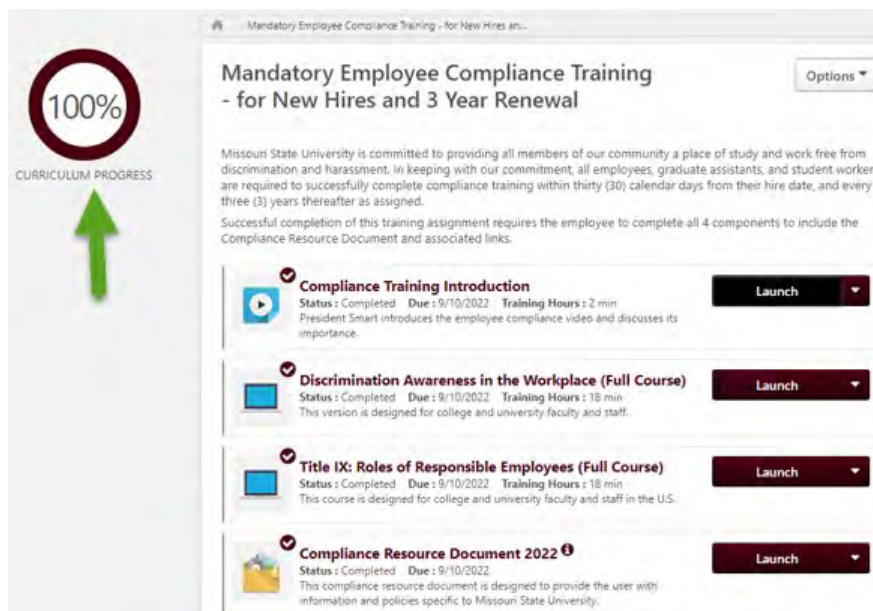 Mandatory Employee Compliance Training - for New Hires an...
Mandatory Employee Compliance Training
- for New Hires and 3 Year Renewal
Options
100%
CURRICULUM PROGRESS
Missouri State University is committed to providing all members of our community a place of study and work free from
discrimination and harassment. In keeping with our commitment, all employees, graduate assistants, and student worker
are required to successfully complete compliance training within thirty (30) calendar days from their hire date, and every
three (3) years thereafter as assigned.
Successful completion of this training assignment requires the employee to complete all 4 components to include the
Compliance Resource Document and associated links.
Compliance Training Introduction
Status : Completed Due : 9/10/2022 Training Hours : 2 min
President Smart introduces the employee compliance video and discusses its
importance.
Launch
Discrimination Awareness in the Workplace (Full Course)
Status : Completed Due : 9/10/2022 Training Hours : 18 min
This version is designed for college and university faculty and staff.
Launch
Title IX: Roles of Responsible Employees (Full Course)
Status : Completed Due : 9/10/2022 Training Hours : 18 min
This course is designed for college and university faculty and staff in the U.S.
Launch
Compliance Resource Document 2022
Status : Completed Due : 9/10/2022
This compliance resource document is designed to provide the user with
information and policies specific to Missouri State University.
Launch